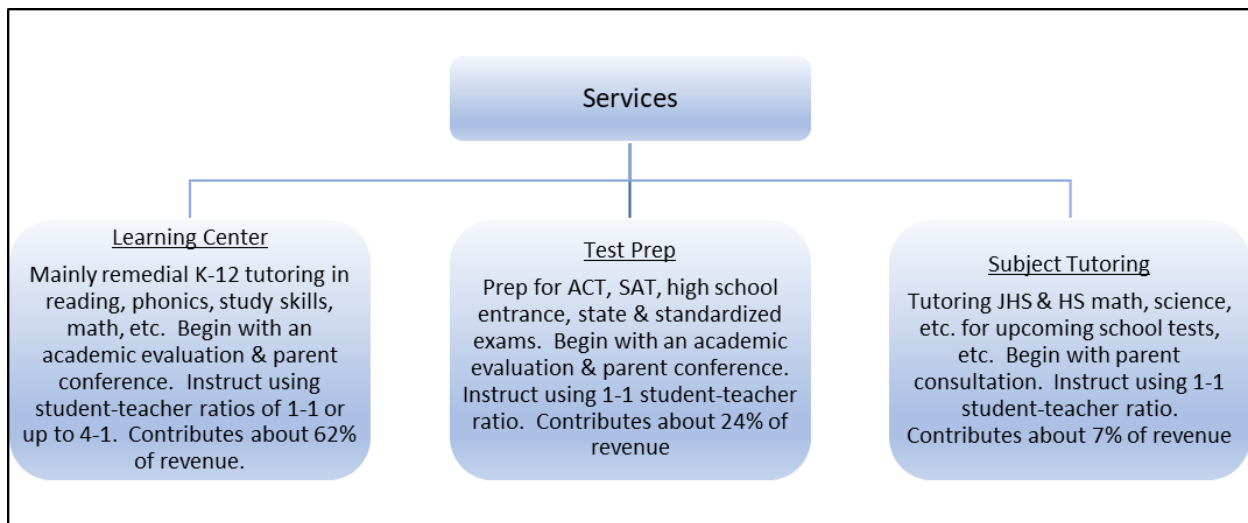 Services
Learning Center
Mainly remedial K-12 tutoring in
reading, phonics, study skills,
math, etc.  Begin with an
academic evaluation & parent
conference.  Instruct using
student-teacher ratios of 1-1 or
up to 4-1.  Contributes about 62%
of revenue.
Test Prep
Prep for ACT, SAT, high school
entrance, state & standardized
exams.  Begin with an academic
evaluation & parent conference.
Instruct using 1-1 student-teacher
ratio.  Contributes about 24% of
revenue
Subject Tutoring
Tutoring JHS & HS math, science,
etc. for upcoming school tests,
etc.  Begin with parent
consultation.  Instruct using 1-1
student-teacher ratio.
Contributes about 7% of revenue